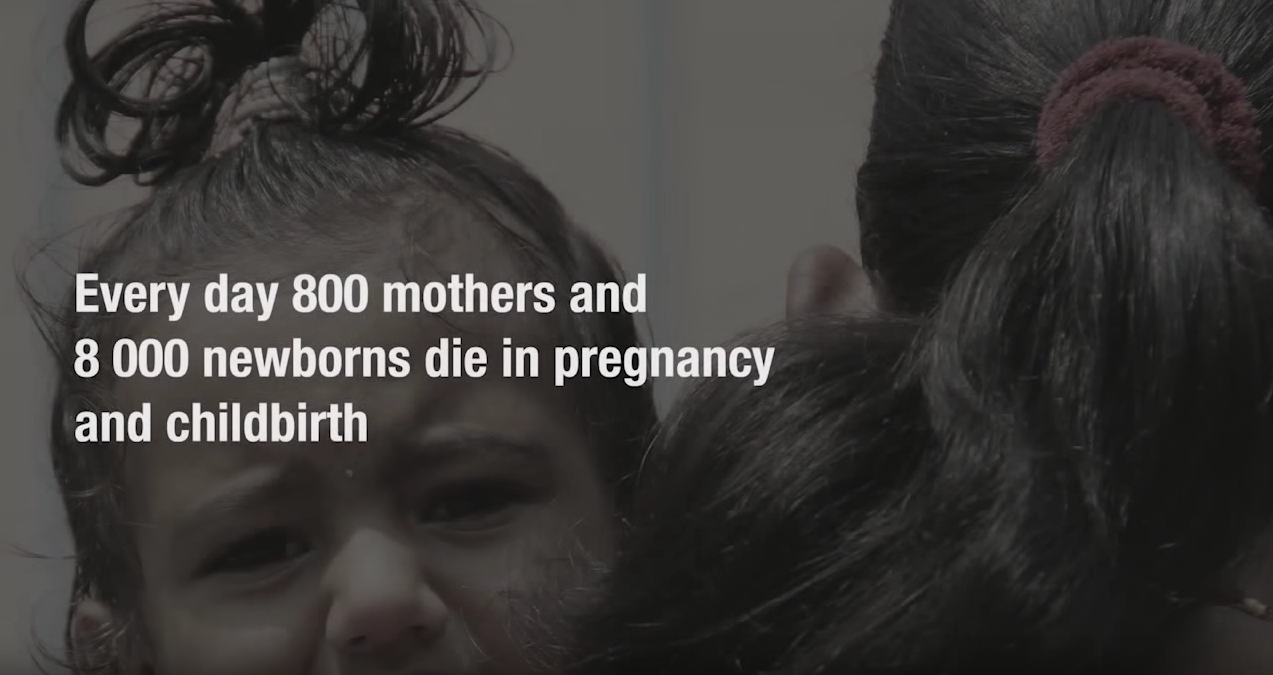 Every day 800 mothers and
8 000 newborns die in pregnancy
and childbirth